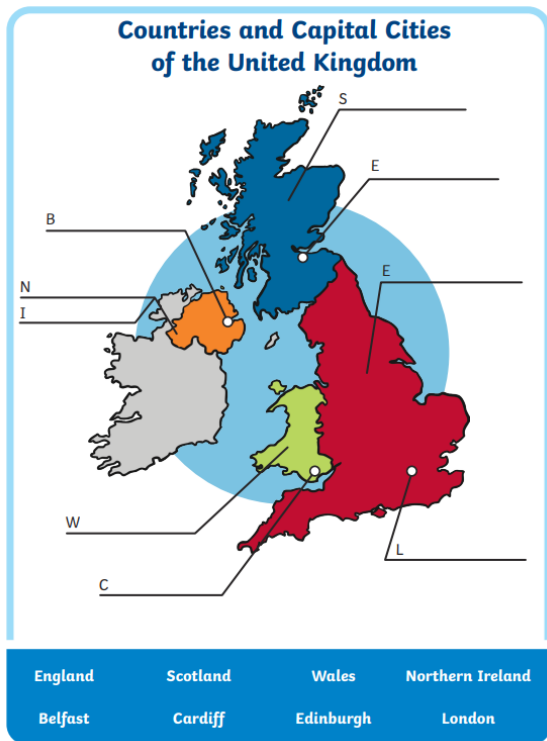 Countries and Capital Cities
of the United Kingdom
S
E
B
E
N
I
W
L
C
England Scotland Wales Northern Ireland
Belfast Cardiff Edinburgh London